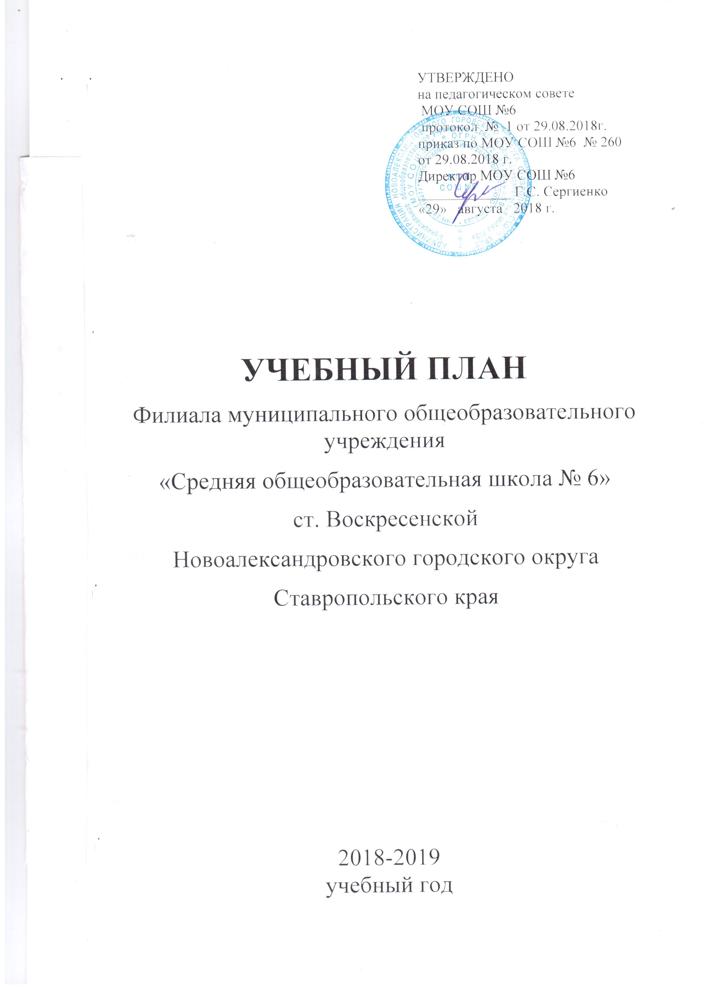 УТВЕРЖДЕНО
на педагогическом совете
МОУ СОШ №6
протокол № 1 от 29.08.2018г.
приказ по МОУ СОШ №6 № 260
от 29.08.2018 г.
Директор МОУ СОШ №6
Г.С. Сергиенко
«29» августа 2018 г.
УЧЕБНЫЙ ПЛАН
Филиала муниципального общеобразовательного
учреждения
«Средняя общеобразовательная школа № 6»
ст. Воскресенской
Новоалександровского городского округа
Ставропольского края
2018-2019
учебный год